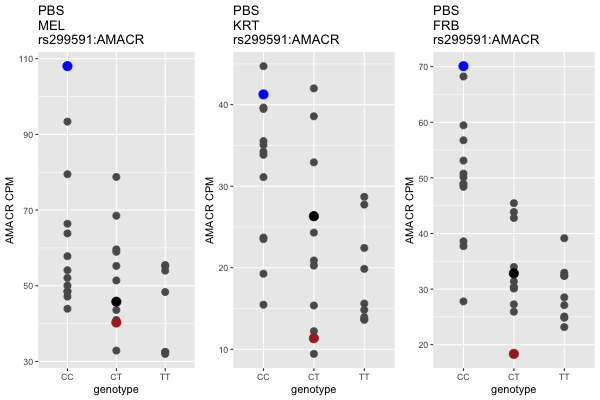 PBS
MEL
rs299591:AMACR
110
90
70
50
30
AMACR CPM
CC CT TT
genotype
PBS
KRT
rs299591:AMACR
40
30
20
10
AMACR CPM
CC CT TT
genotype
PBS
FRB
rs299591:AMACR
70
60
50
40
30
20
AMACR CPM
CC CT TT
genotype